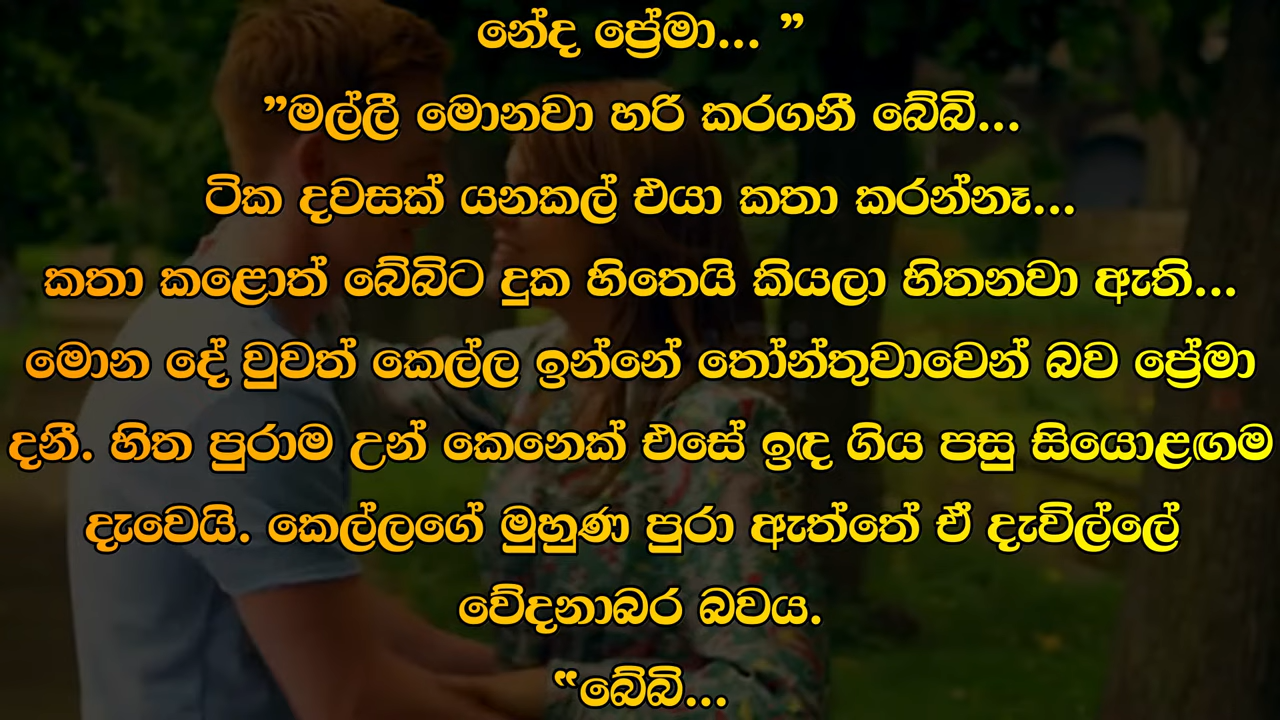 නේද ප්‍රේමා... ”
”මල්ලී මොනවා හරි කරගනී බේබි...
ටික දවසක් යනකල් එයා කතා කරන්නෑ...
කතා කළොත් බේබිට දුක හිතෙයි කියලා හිතනවා ඇති...
මොන දේ වුවත් කෙල්ල ඉන්නේ තෝන්තුවාවෙන් බව ප්‍රේමා
දනී. හිත පුරාම උන් කෙනෙක් එසේ ඉඳ ගිය පසු සියොළඟම
දැවෙයි. කෙල්ලගේ මුහුණ පුරා ඇත්තේ ඒ දැවිල්ලේ
වේදනාබර බවය.
“බේබි...